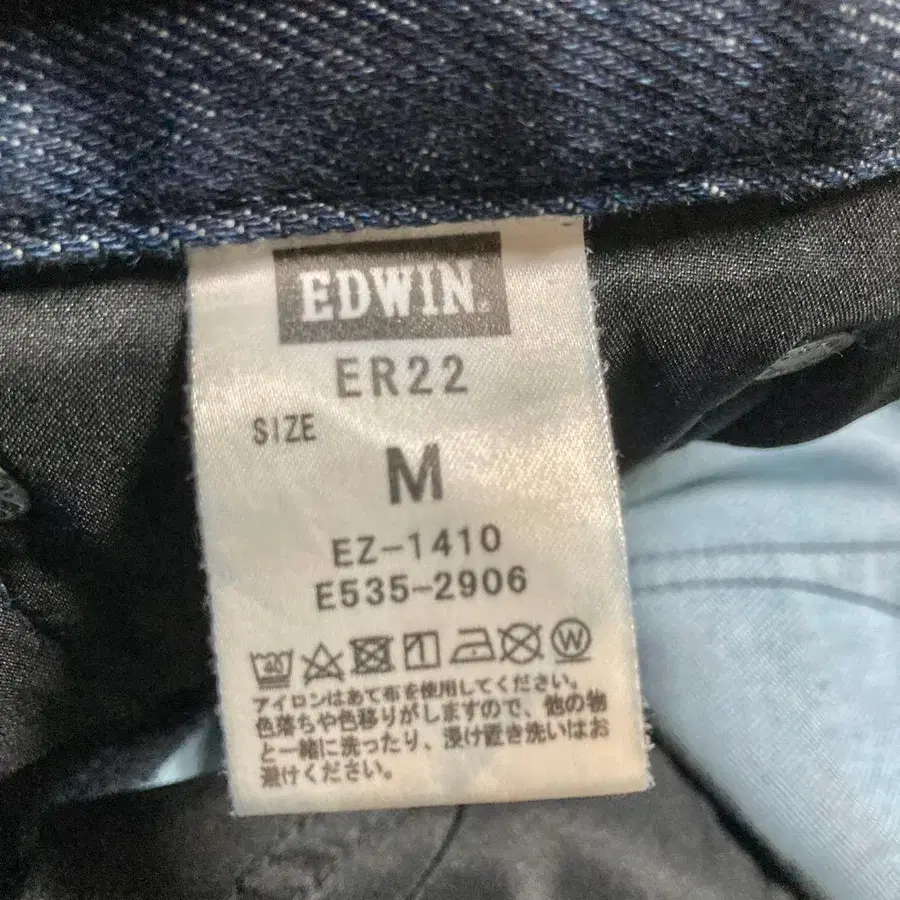 EDWIN
ER22
SIZE
M
EZ-1410
E535-2906
40
W
アイロンはあて布を使用してください。
色落ちや色移りがしますので、他の物
と一緒に洗ったり、浸け置き洗いはお
避けください。